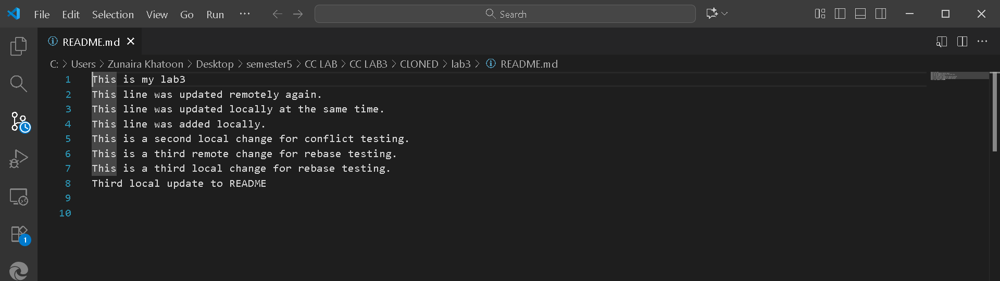 File Edit Selection View Go Run ···
Search
README.md
C: > Users > Zunaira Khatoon > Desktop > semester5 > CC LAB > CC LAB3 > CLONED > lab3 > README.md
1 This is my lab3
2 This line was updated remotely again.
3 This line was updated locally at the same time.
4 This line was added locally.
5 This is a second local change for conflict testing.
6 This is a third remote change for rebase testing.
7 This is a third local change for rebase testing.
8 Third local update to README
9
10
1